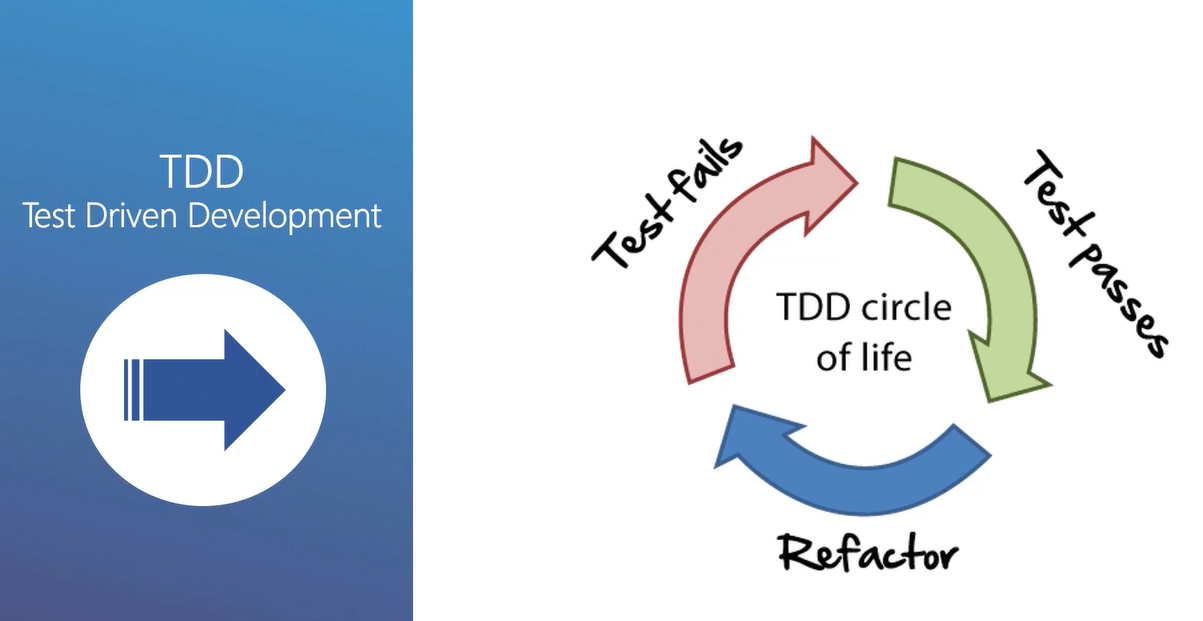 TDD
Test Driven Development
Test fails
Test passes
TDD circle
of life
Refactor